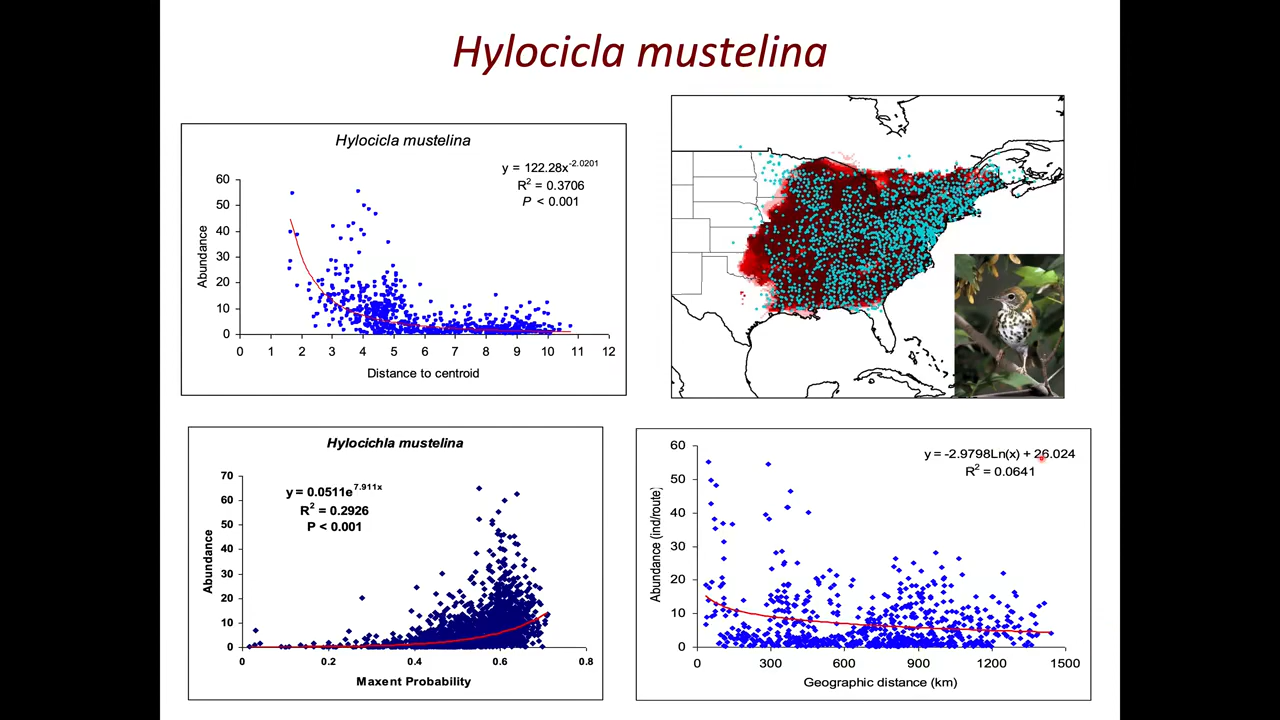 Hylocicla mustelina
Hylocicla mustelina
y = 122.28x^-2.0201
R² = 0.3706
P < 0.001
60
50
40
30
20
10
0
Abundance
0 1 2 3 4 5 6 7 8 9 10 11 12
Distance to centroid
Hylocichla mustelina
y = 0.0511e^7.911x
R² = 0.2926
P < 0.001
70
60
50
40
30
20
10
0
Abundance
0 0.2 0.4 0.6 0.8
Maxent Probability
y = -2.9798Ln(x) + 26.024
R² = 0.0641
60
50
40
30
20
10
0
Abundance (ind/route)
0 300 600 900 1200 1500
Geographic distance (km)